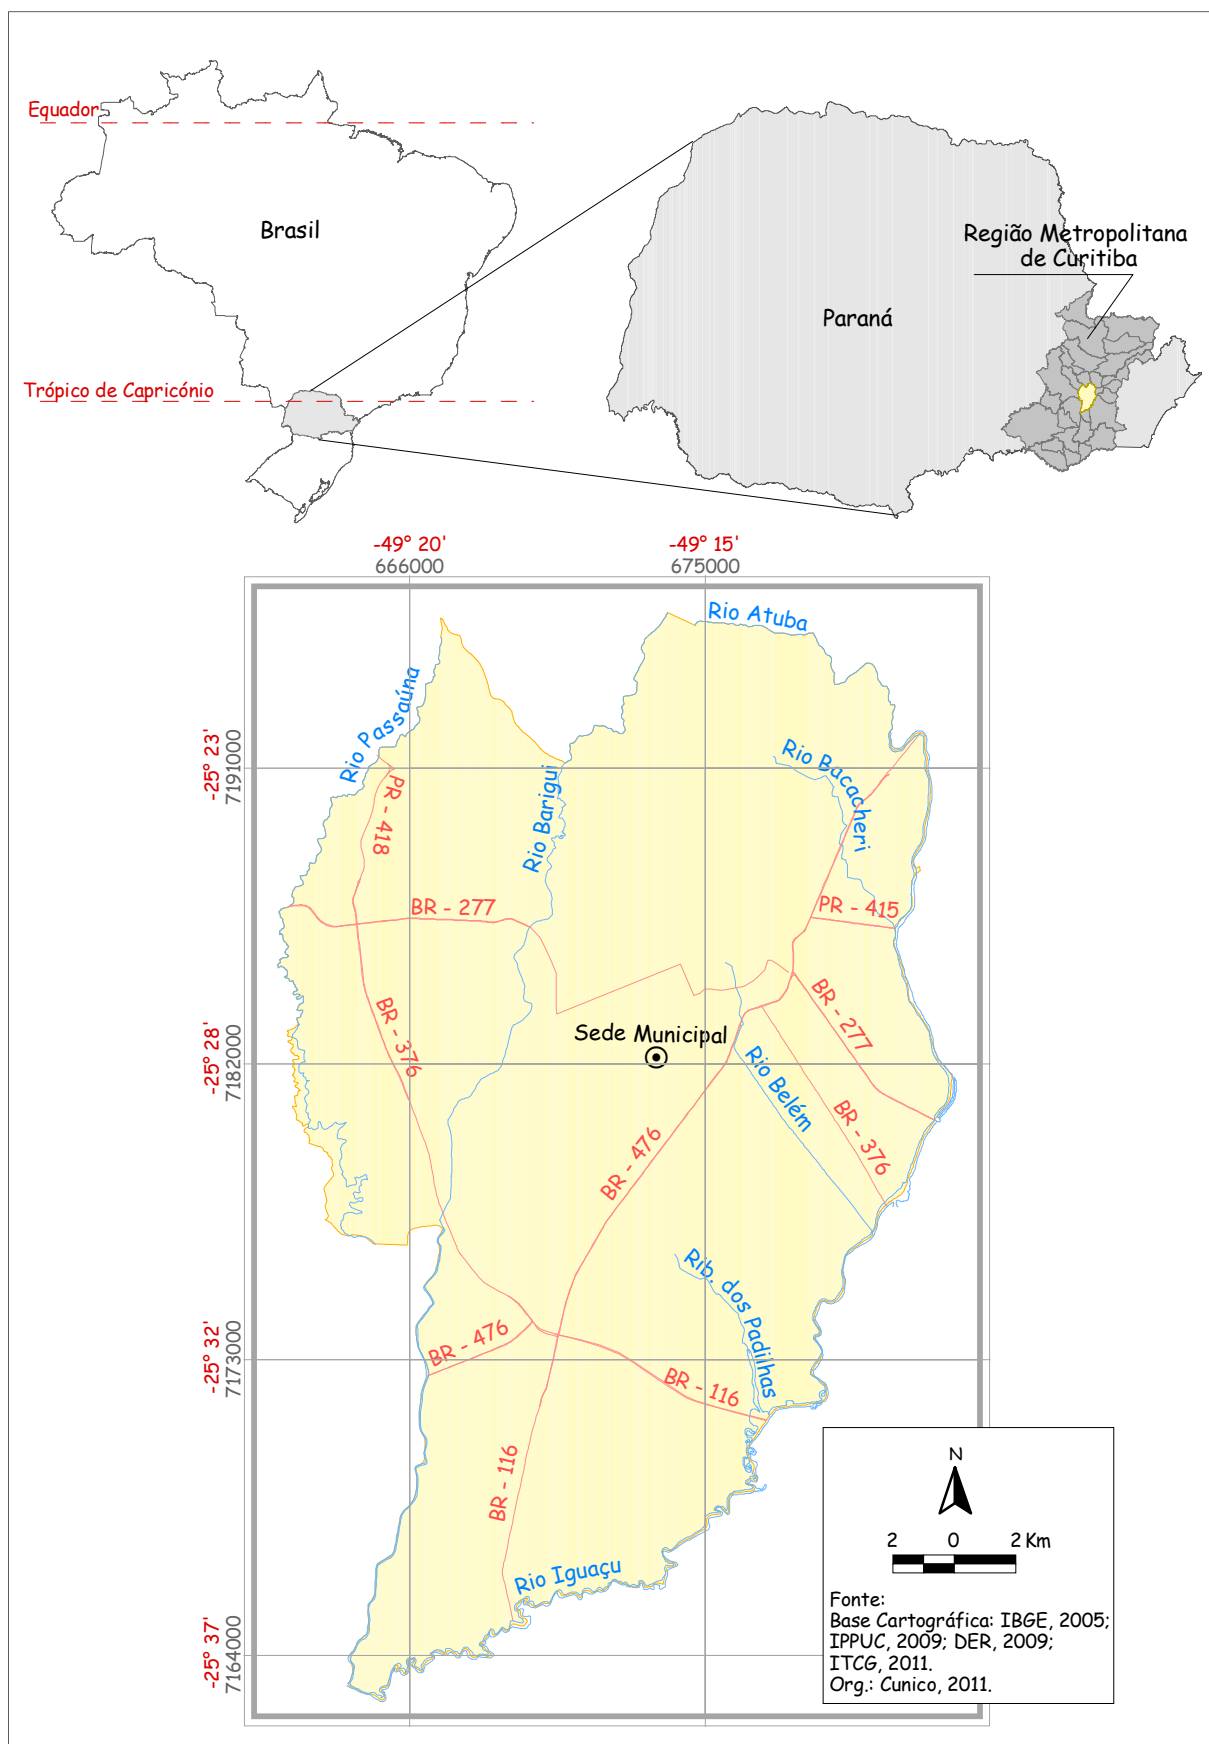 Equador
Brasil
Trópico de Capricónio
Região Metropolitana
de Curitiba
Paraná
-49° 20'
666000
-49° 15'
675000
-25° 23'
7191000
-25° 28'
7182000
-25° 32'
7173000
-25° 37'
7164000
Rio Atuba
Rio Passaúna
Rio Bacacheri
Rio Barigui
PR - 418
BR - 277
PR - 415
BR - 376
BR - 277
Sede Municipal
Rio Belém
BR - 376
BR - 476
Rib. dos Padilhas
BR - 476
BR - 116
BR - 116
Rio Iguaçu
N
2 0 2 Km
Fonte:
Base Cartográfica: IBGE, 2005;
IPPUC, 2009; DER, 2009;
ITCG, 2011.
Org.: Cunico, 2011.